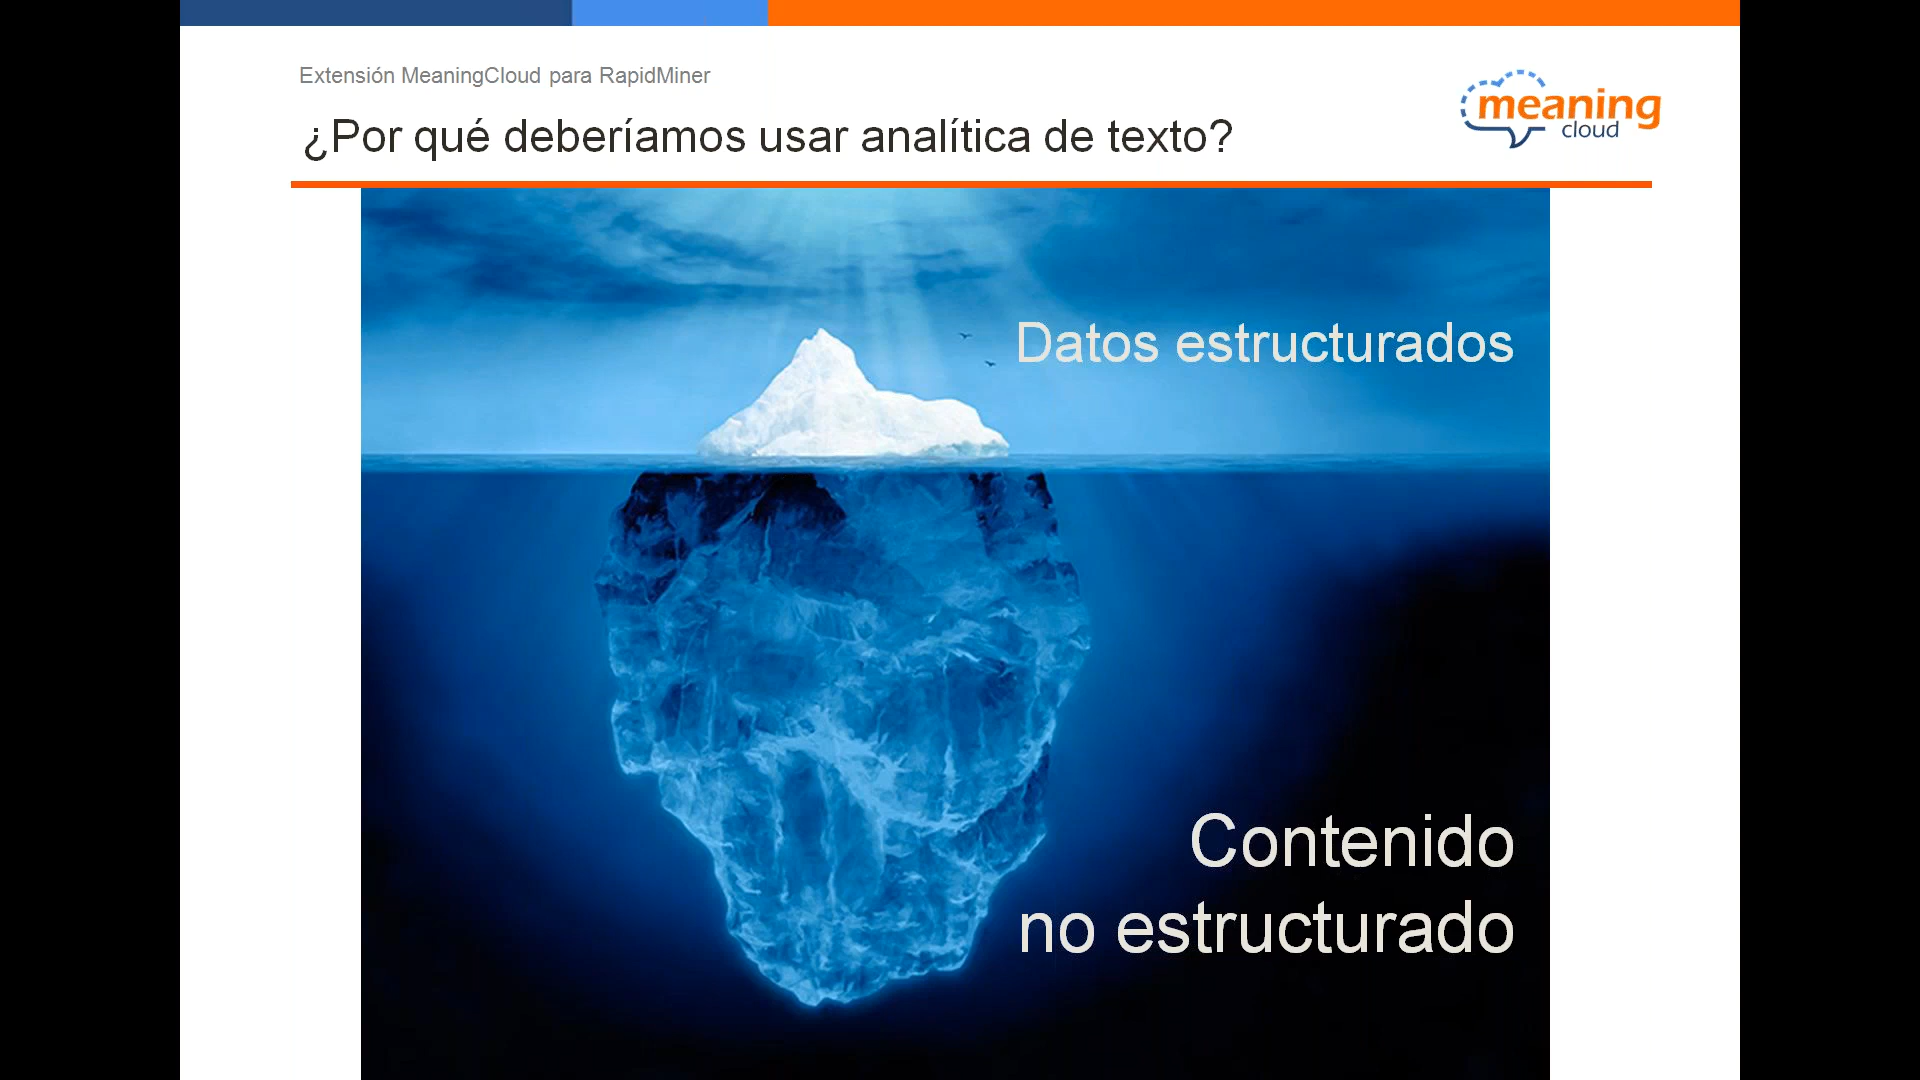 Extensión MeaningCloud para RapidMiner
¿Por qué deberíamos usar analítica de texto?
meaning
cloud
Datos estructurados
Contenido
no estructurado